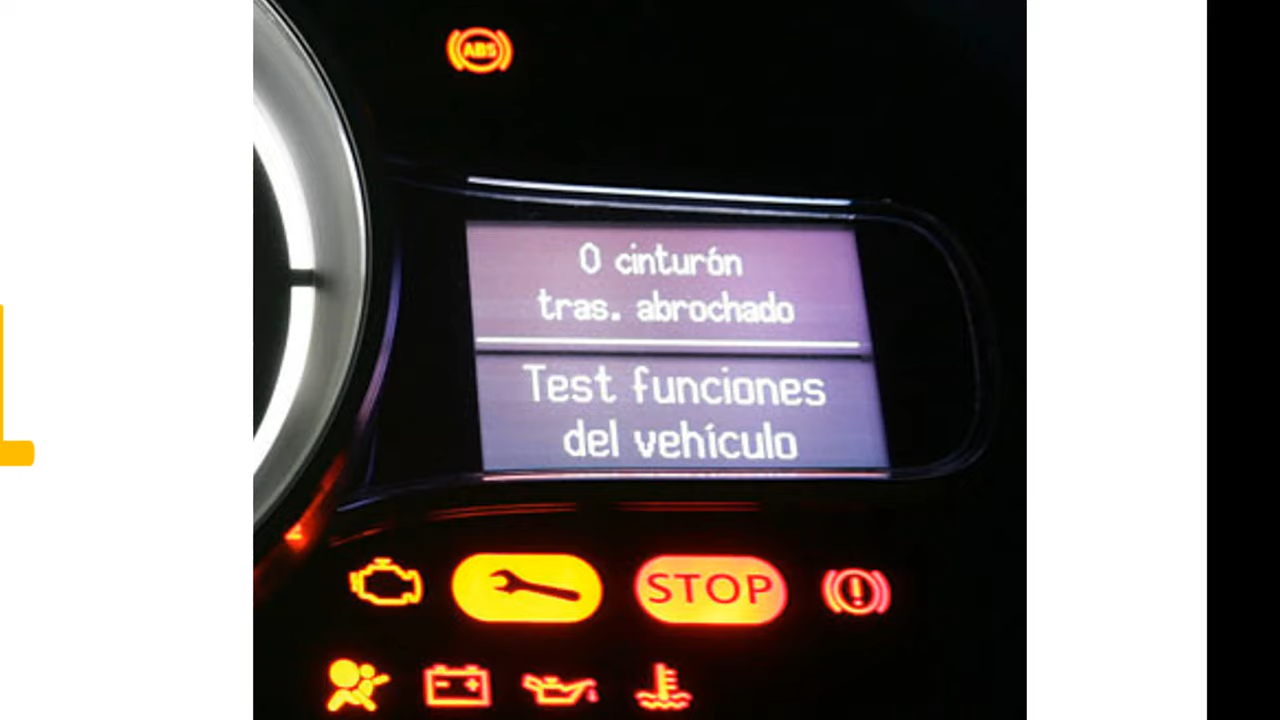 ABS
0 cinturón
tras. abrochado
Test funciones
del vehículo
STOP